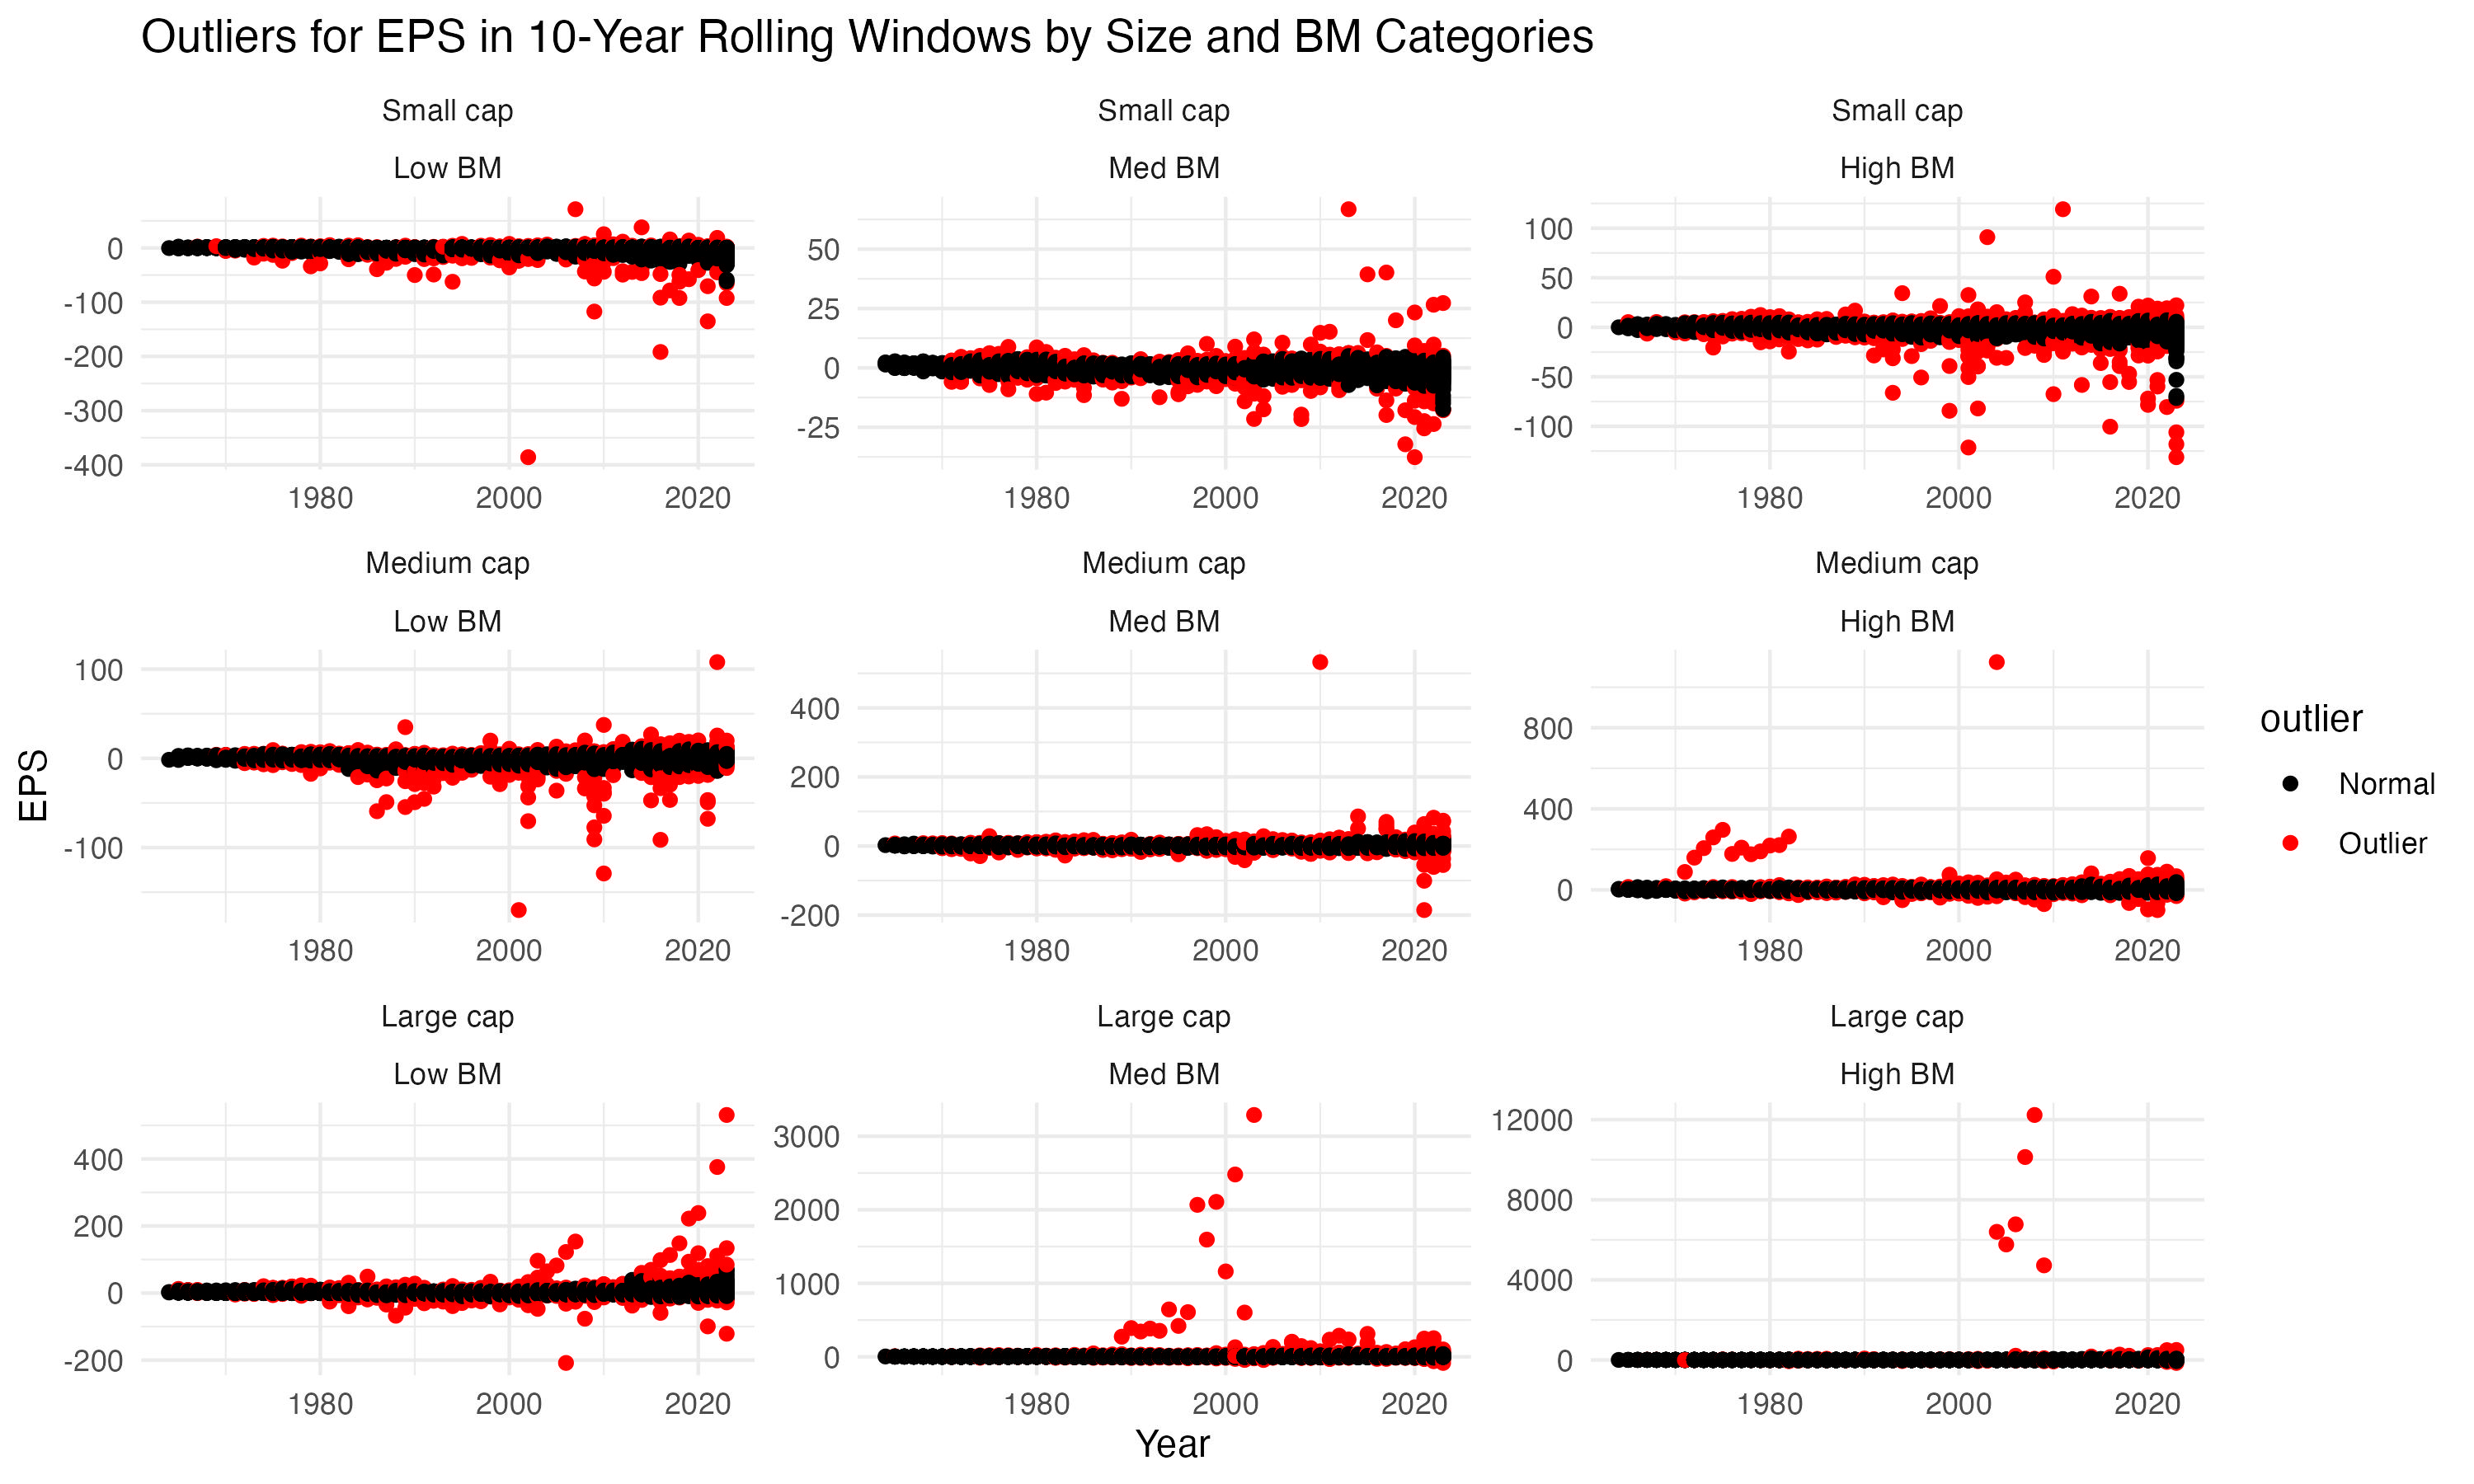 Outliers for EPS in 10-Year Rolling Windows by Size and BM Categories
Small cap
Low BM
0
-100
-200
-300
-400
1980 2000 2020
Small cap
Med BM
50
25
0
-25
1980 2000 2020
Small cap
High BM
100
50
0
-50
-100
1980 2000 2020
Medium cap
Low BM
100
0
-100
1980 2000 2020
Medium cap
Med BM
400
200
0
-200
1980 2000 2020
Medium cap
High BM
800
400
0
1980 2000 2020
Large cap
Low BM
400
200
0
-200
1980 2000 2020
Large cap
Med BM
3000
2000
1000
0
1980 2000 2020
Large cap
High BM
12000
8000
4000
0
1980 2000 2020
EPS
Year
outlier
Normal
Outlier